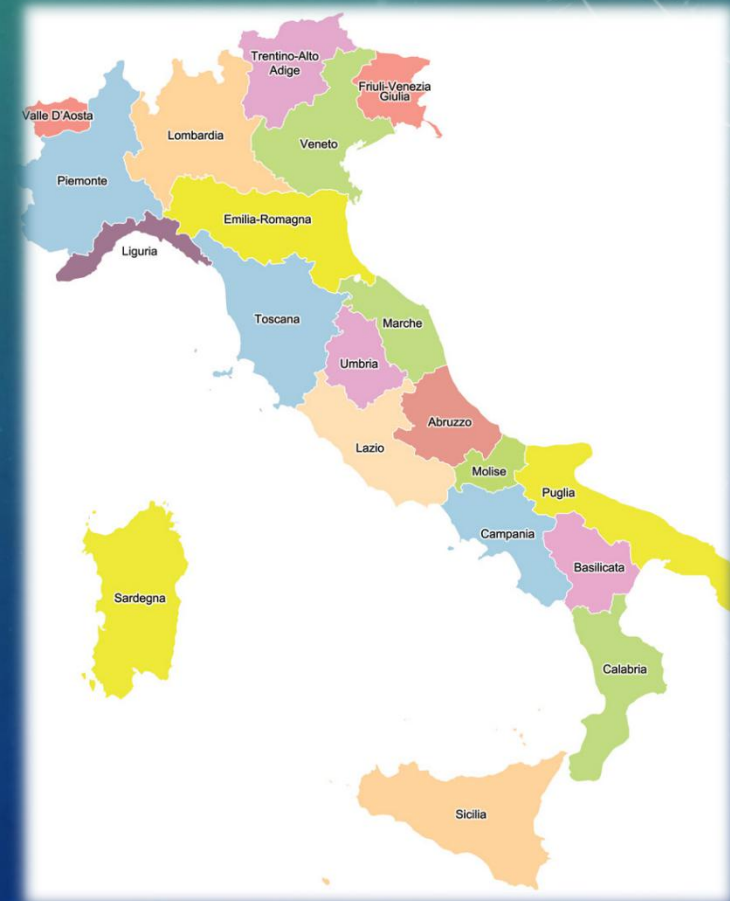 Trentino-Alto
Adige
Friuli-Venezia
Giulia
Valle D'Aosta
Lombardia
Veneto
Piemonte
Emilia-Romagna
Liguria
Toscana
Marche
Umbria
Abruzzo
Lazio
Molise
Puglia
Campania
Basilicata
Sardegna
Calabria
Sicilia